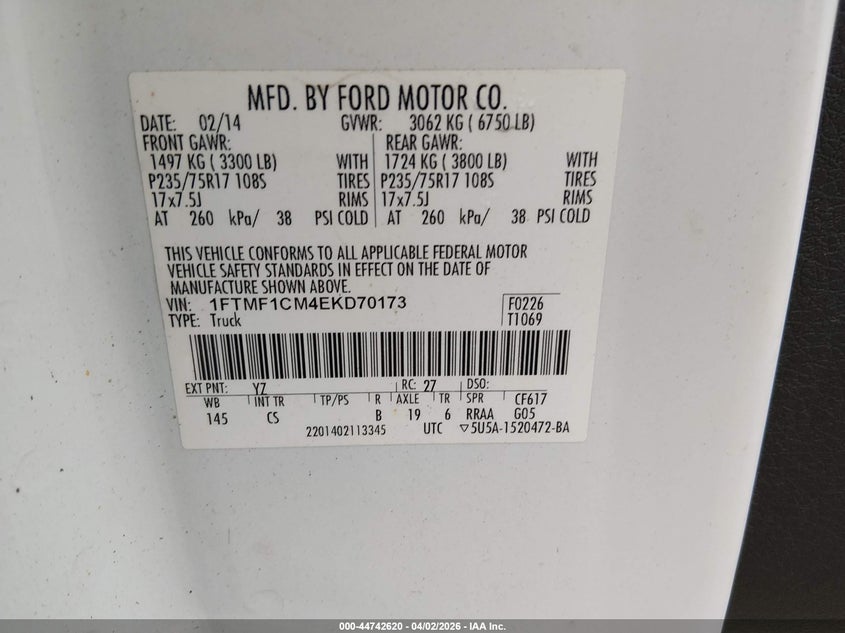 MFD. BY FORD MOTOR CO.
DATE: 02/14 GVWR: 3062 KG ( 6750 LB)
FRONT GAWR: REAR GAWR:
1497 KG ( 3300 LB) WITH 1724 KG ( 3800 LB) WITH
P235/75R17 108S TIRES P235/75R17 108S TIRES
17x7.5J RIMS 17x7.5J RIMS
AT 260 kPa/ 38 PSI COLD AT 260 kPa/ 38 PSI COLD
THIS VEHICLE CONFORMS TO ALL APPLICABLE FEDERAL MOTOR
VEHICLE SAFETY STANDARDS IN EFFECT ON THE DATE OF
MANUFACTURE SHOWN ABOVE.
VIN: 1FTMF1CM4EKD70173 F0226
TYPE: Truck T1069
EXT PNT: YZ RC: 27 DSO:
WB INT TR TP/PS R AXLE TR SPR CF617
145 CS B 19 6 RRAA G05
2201402113345 UTC ▽5U5A-1520472-BA
000-44742620 - 04/02/2026 - IAA Inc.